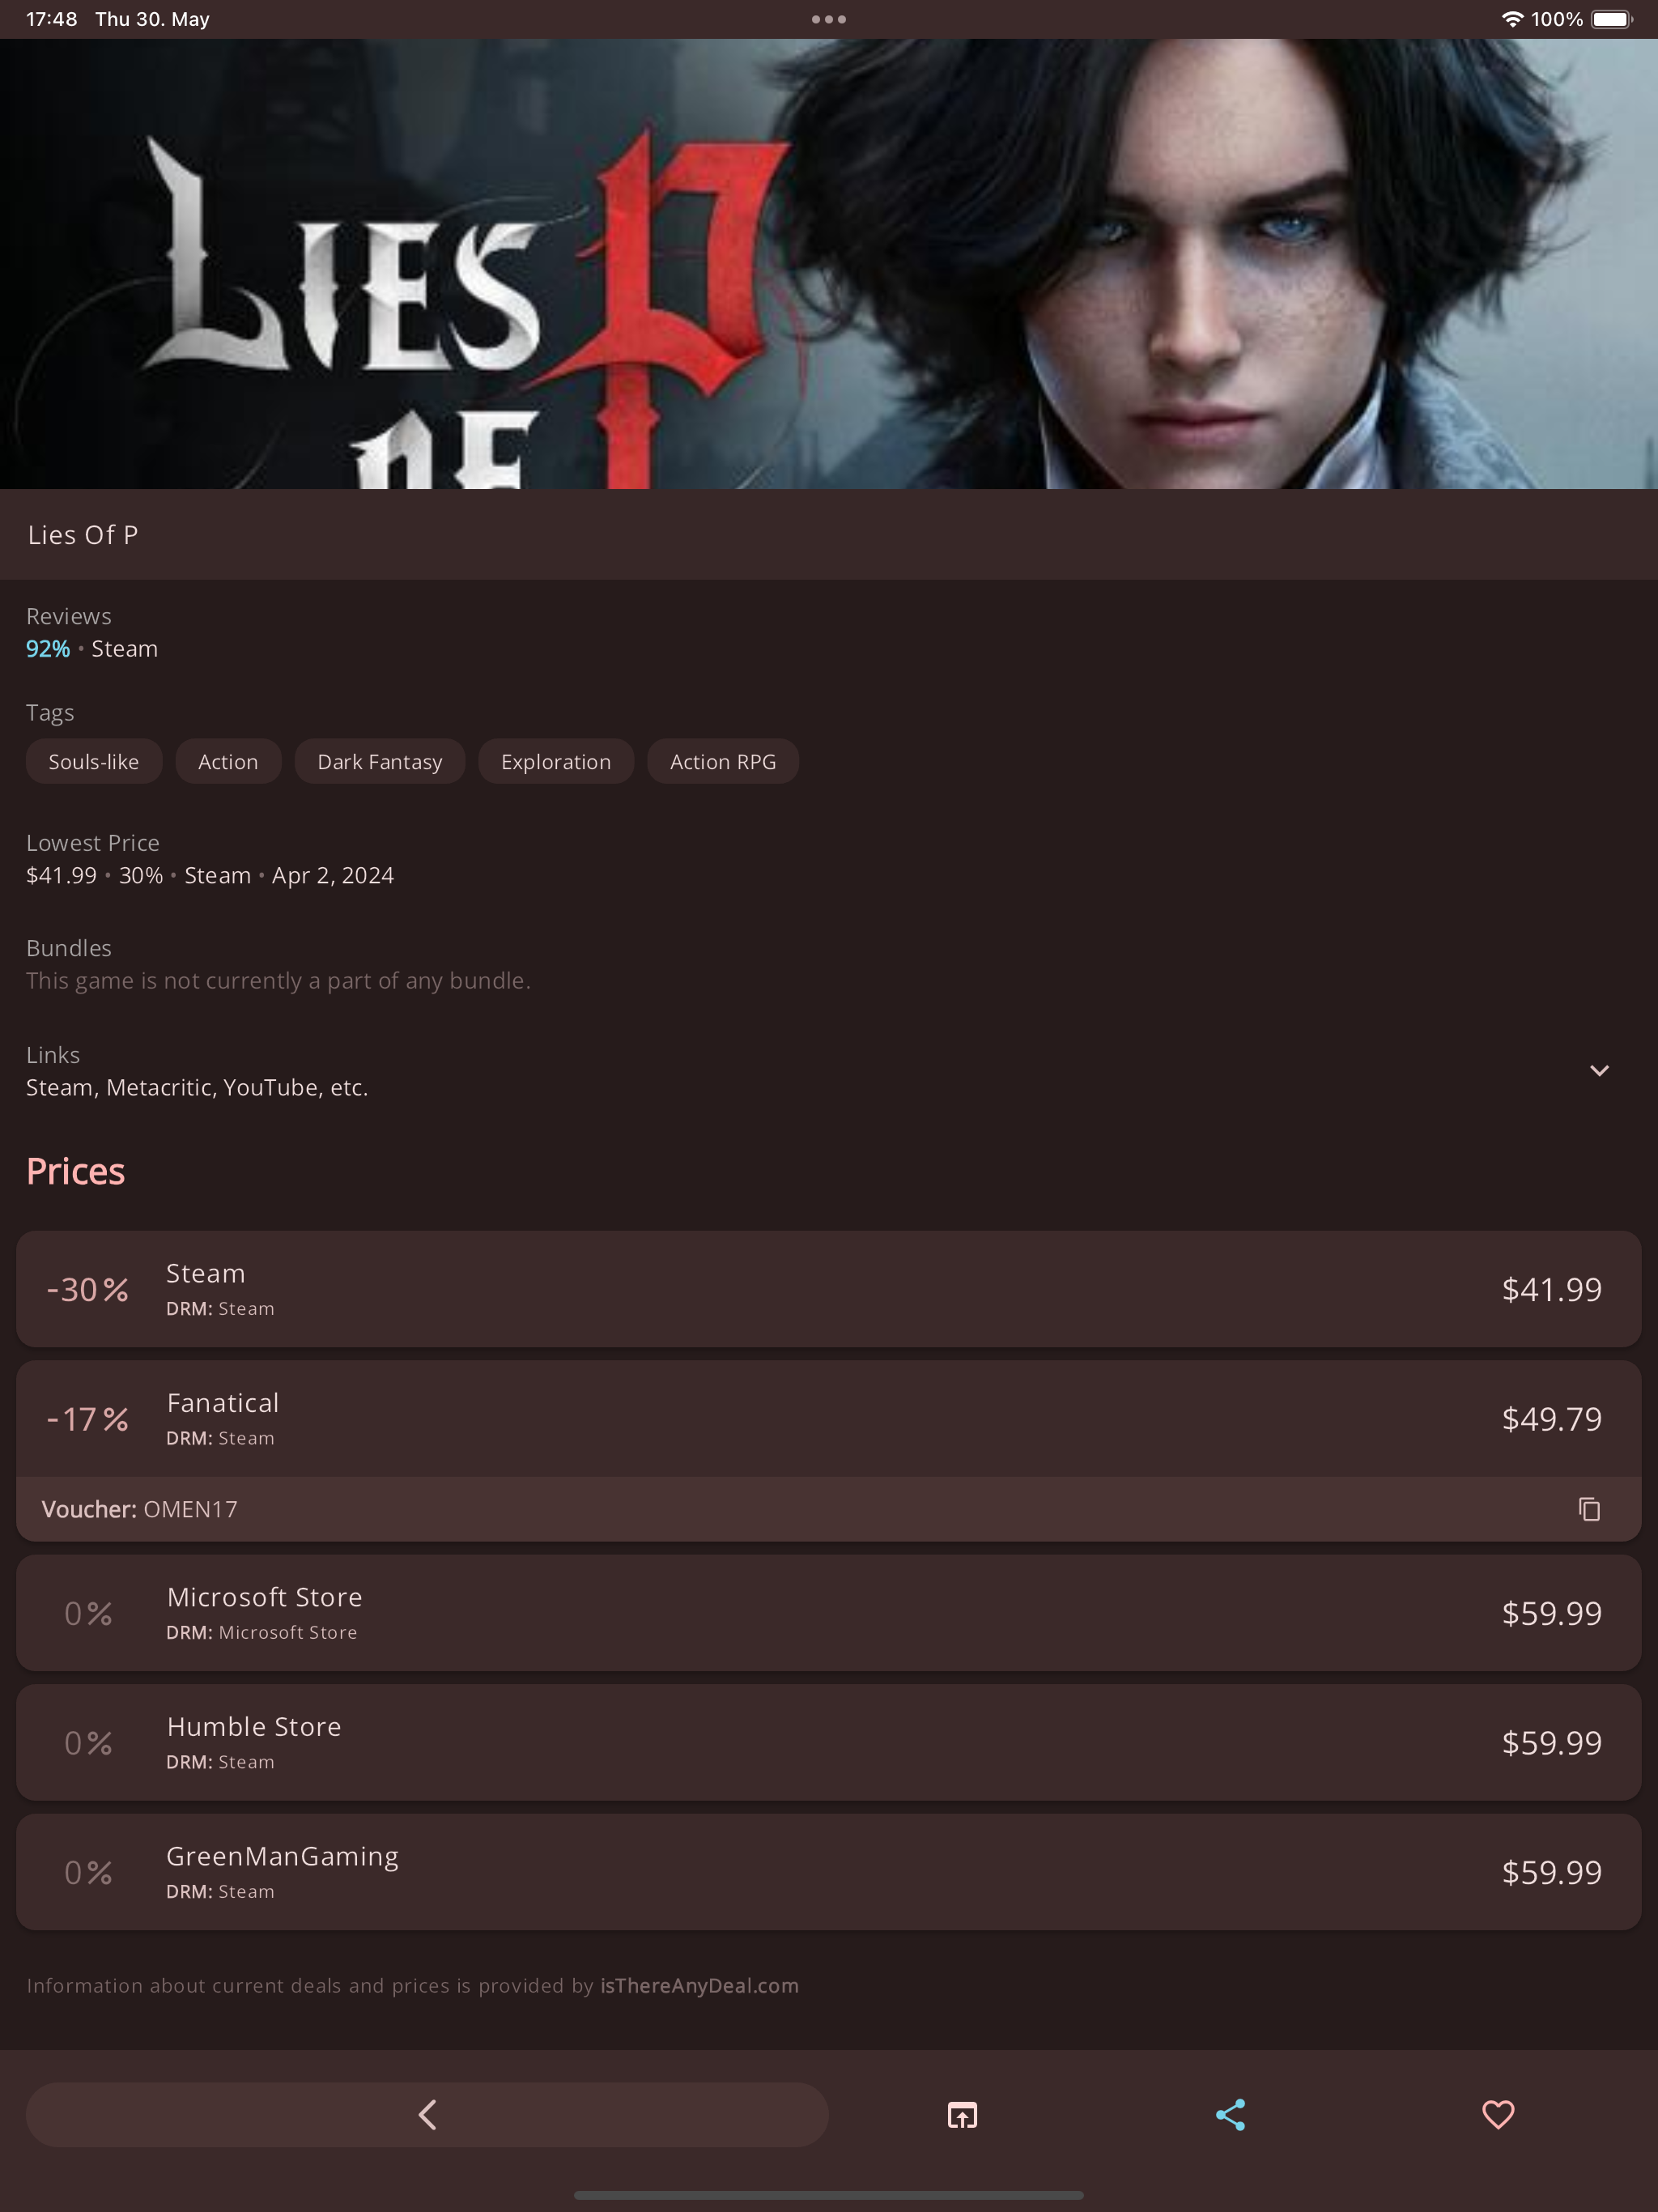 17:48 Thu 30. May
100%
LIES P
OF
Lies Of P
Reviews
92% • Steam
Tags
Souls-like Action Dark Fantasy Exploration Action RPG
Lowest Price
$41.99 • 30% • Steam • Apr 2, 2024
Bundles
This game is not currently a part of any bundle.
Links
Steam, Metacritic, YouTube, etc.
Prices
-30% Steam $41.99
DRM: Steam
-17% Fanatical $49.79
DRM: Steam
Voucher: OMEN17
0% Microsoft Store $59.99
DRM: Microsoft Store
0% Humble Store $59.99
DRM: Steam
0% GreenManGaming $59.99
DRM: Steam
Information about current deals and prices is provided by isThereAnyDeal.com